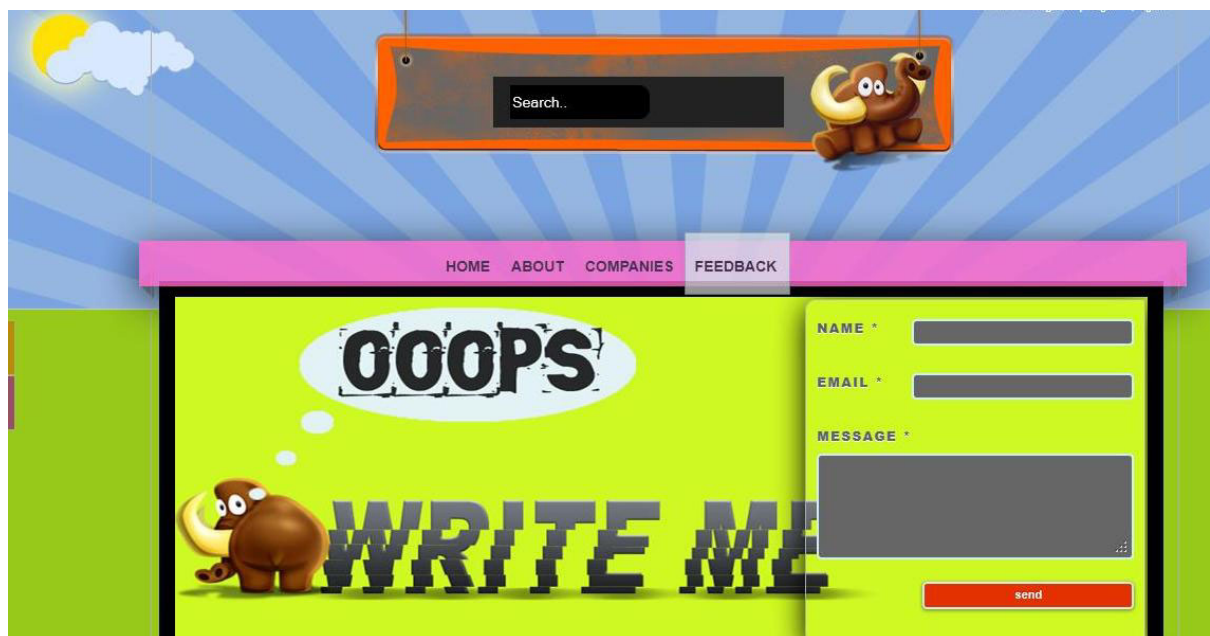 Search..
HOME ABOUT COMPANIES FEEDBACK
OOOPS
NAME *
EMAIL *
MESSAGE *
WRITE ME
send